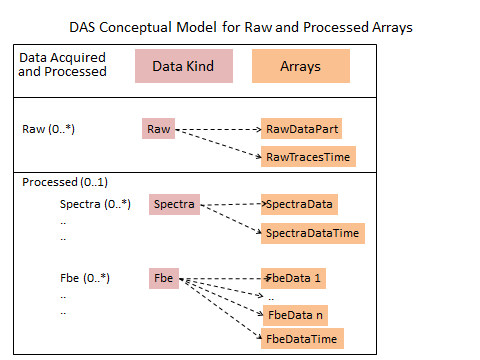 DAS Conceptual Model for Raw and Processed Arrays
Data Acquired and Processed
Data Kind
Arrays
Raw (0..*)
Raw
RawDataPart
RawTracesTime
Processed (0..1)
Spectra (0..*)
Spectra
SpectraData
..
SpectraDataTime
..
Fbe (0..*)
Fbe
FbeData 1
..
..
..
FbeData n
FbeDataTime